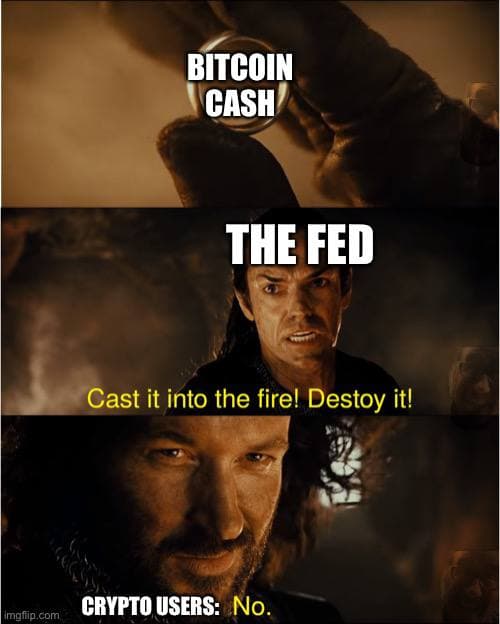 BITCOIN
CASH
THE FED
Cast it into the fire! Destoy it!
CRYPTO USERS: No.
imgflip.com